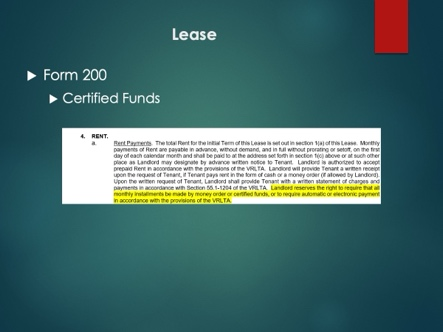 Lease
Form 200
Certified Funds
4. RENT.
a. Rent Payments. The total Rent for the Initial Term of this Lease is set out in section 1(a) of this Lease. Monthly
payments of Rent are payable in advance, without demand, and in full without prorating or setoff, on the first
day of each calendar month and shall be paid to at the address set forth in section 1(c) above or at such other
place as Landlord may designate by advance written notice to Tenant. Landlord is authorized to accept
prepaid Rent in accordance with the provisions of the VRLTA. Landlord will provide Tenant a written receipt
upon the request of Tenant, if Tenant pays rent in the form of cash or a money order (if allowed by Landlord).
Upon the written request of Tenant, Landlord shall provide Tenant with a written statement of charges and
payments in accordance with Section 55.1-1204 of the VRLTA. Landlord reserves the right to require that all
monthly installments be made by money order or certified funds, or to require automatic or electronic payment
in accordance with the provisions of the VRLTA.